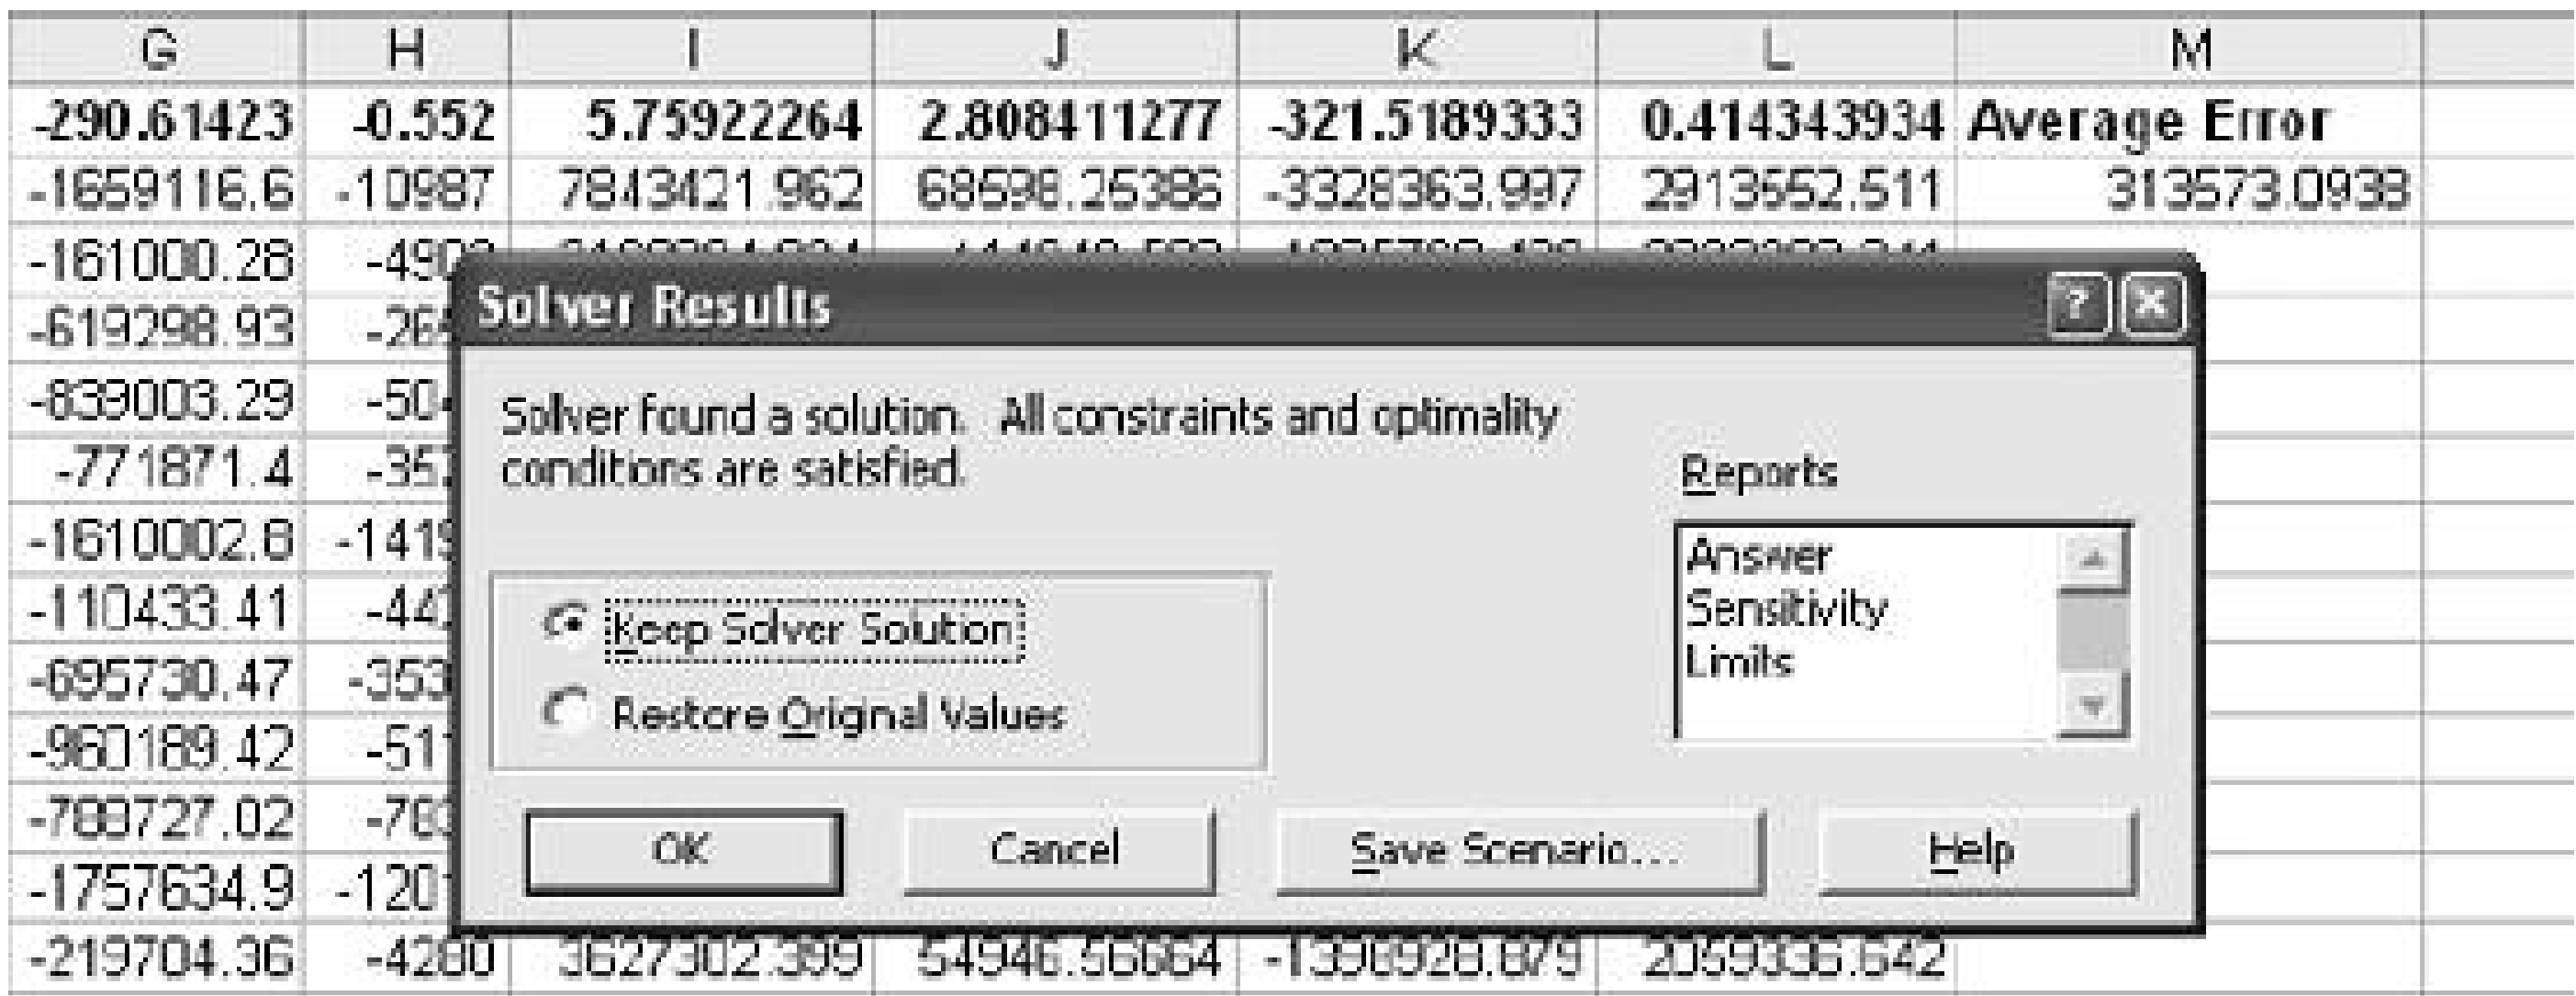 G H I J K L M
-290.61423 -0.552 5.75922264 2.808411277 -321.5189333 0.414343934 Average Error
-1659116.6 -10987 7843421.962 68598.25386 -3328363.997 2913552.511 313573.0938
-161000.28
-619298.93
-839003.29
-771871.4
-1610002.8
-110433.41
-695730.47
-960189.42
-788727.02
-1757634.9
-219704.36 -4280 3627302.399 54946.56664 -1398928.879 2059336.642
Solver Results
Solver found a solution. All constraints and optimality
conditions are satisfied.
Reports
Answer
Sensitivity
Limits
Keep Solver Solution
Restore Original Values
OK Cancel Save Scenario... Help